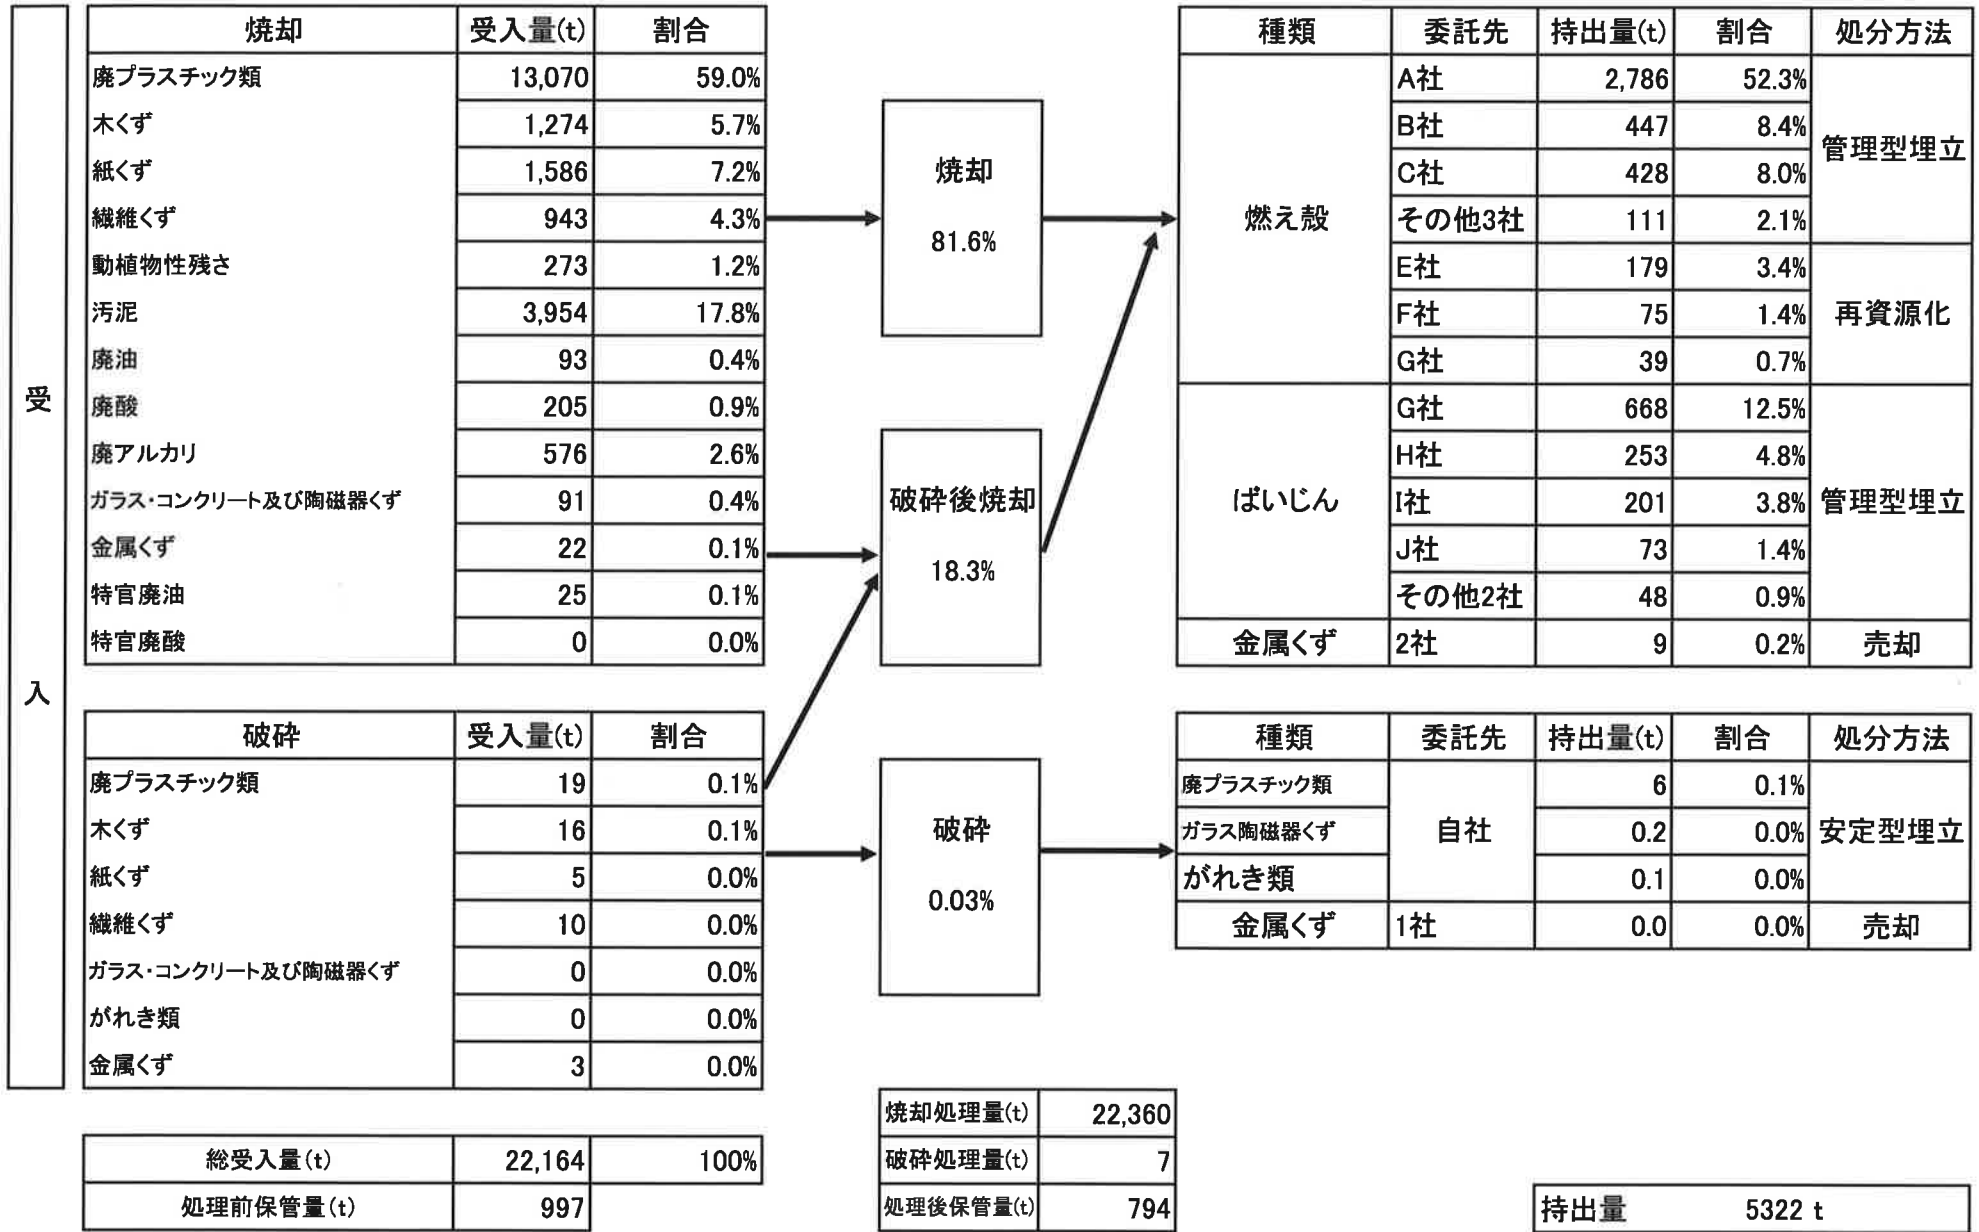 受
入
焼却 受入量(t) 割合
廃プラスチック類 13,070 59.0%
木くず 1,274 5.7%
紙くず 1,586 7.2%
繊維くず 943 4.3%
動植物性残さ 273 1.2%
汚泥 3,954 17.8%
廃油 93 0.4%
廃酸 205 0.9%
廃アルカリ 576 2.6%
ガラス・コンクリート及び陶磁器くず 91 0.4%
金属くず 22 0.1%
特官廃油 25 0.1%
特官廃酸 0 0.0%
破砕 受入量(t) 割合
廃プラスチック類 19 0.1%
木くず 16 0.1%
紙くず 5 0.0%
繊維くず 10 0.0%
ガラス・コンクリート及び陶磁器くず 0 0.0%
がれき類 0 0.0%
金属くず 3 0.0%
総受入量(t) 22,164 100%
処理前保管量(t) 997
焼却
81.6%
破砕後焼却
18.3%
破砕
0.03%
焼却処理量(t) 22,360
破砕処理量(t) 7
処理後保管量(t) 794
種類 委託先 持出量(t) 割合 処分方法
燃え殻
A社 2,786 52.3%
B社 447 8.4%
管理型埋立
C社 428 8.0%
その他3社 111 2.1%
E社 179 3.4%
F社 75 1.4% 再資源化
G社 39 0.7%
ばいじん
G社 668 12.5%
H社 253 4.8%
I社 201 3.8% 管理型埋立
J社 73 1.4%
その他2社 48 0.9%
金属くず 2社 9 0.2% 売却
種類 委託先 持出量(t) 割合 処分方法
廃プラスチック類 6 0.1%
ガラス陶磁器くず 自社 0.2 0.0% 安定型埋立
がれき類 0.1 0.0%
金属くず 1社 0.0 0.0% 売却
持出量 5322 t